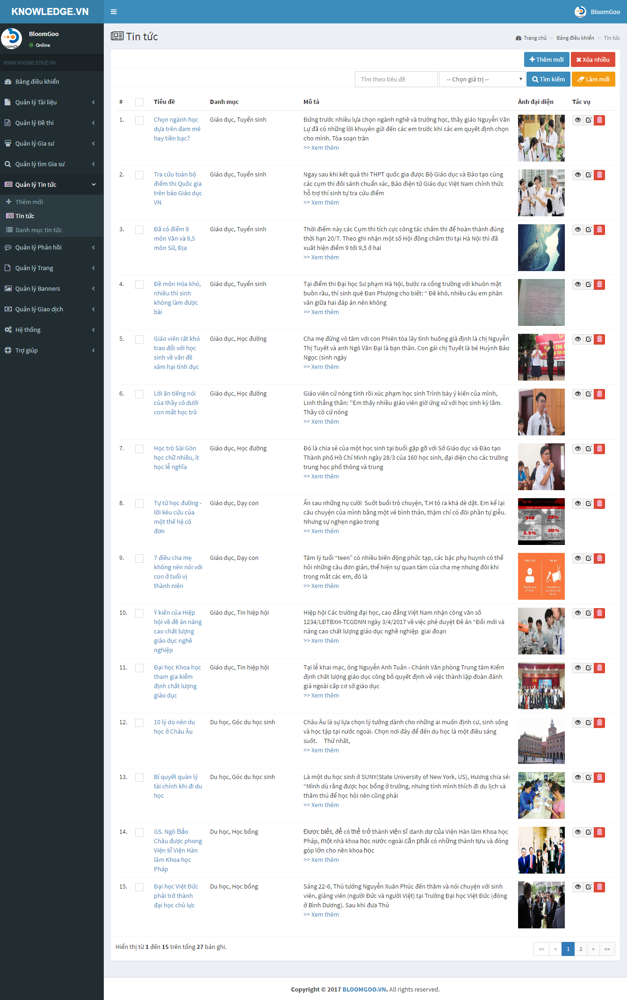 KNOWLEDGE.VN
BloomGoo
BloomGoo
Online
WWW.KNOWLEDGE.VN
Bảng điều khiển
Quản lý Tài liệu
Quản lý Đề thi
Quản lý Gia sư
Quản lý tìm Gia sư
Quản lý Tin tức
Thêm mới
Tin tức
Danh mục tin tức
Quản lý Phản hồi
Quản lý Trang
Quản lý Banners
Quản lý Giao dịch
Hệ thống
Trợ giúp
Tin tức
Trang chủ > Bảng điều khiển > Tin tức
Thêm mới Xóa nhiều
Tìm theo tiêu đề -- Chọn giá trị -- Tìm kiếm Làm mới
# Tiêu đề Danh mục Mô tả Ảnh đại diện Tác vụ
1. Chọn ngành học Giáo dục, Tuyển sinh Đứng trước nhiều lựa chọn ngành nghề và trường học, thầy giáo Nguyễn Văn
dựa trên đam mê Lự đã có những lời khuyên gửi đến các em trước khi các em quyết định chọn
hay tiền bạc? cho mình. Tòa soạn trân
>> Xem thêm
2. Tra cứu toàn bộ Giáo dục, Tuyển sinh Ngay sau khi kết quả thi THPT quốc gia được Bộ Giáo dục và Đào tạo cùng
điểm thi Quốc gia các cụm thi đối sánh chuẩn xác, Báo điện tử Giáo dục Việt Nam chính thức
trên báo Giáo dục hỗ trợ thí sinh tự tra cứu điểm
VN >> Xem thêm
3. Đã có điểm 9 Giáo dục, Tuyển sinh Thời điểm này các Cụm thi tích cực công tác chấm thi để hoàn thành đúng
môn Văn và 9,5 thời hạn 20/7. Theo ghi nhận một số Hội đồng chấm thi tại Hà Nội thì đã
môn Sử, Địa xuất hiện điểm 9 tới 9,5 ở hai
>> Xem thêm
4. Đề môn Hóa khó, Giáo dục, Tuyển sinh Tại điểm thi Đại học Sư phạm Hà Nội, bước ra cổng trường với khuôn mặt
nhiều thí sinh buồn rầu, thí sinh quê Đan Phượng cho biết: “ Đề khó, nhiều câu em phân
không làm được vân giữa hai đáp án nên không
bài >> Xem thêm
5. Giáo viên rất khó Giáo dục, Học đường Cha mẹ đừng vô tâm với con Phiên tòa lấy tình huống giả định là chị Nguyễn
trao đổi với học Thị Tuyết và anh Ngô Văn Đại là bạn thân. Con gái chị Tuyết là bé Huỳnh Bảo
sinh về vấn đề Ngọc (sinh ngày
xâm hại tình dục >> Xem thêm
6. Lời ăn tiếng nói Giáo dục, Học đường Giáo viên cứ nóng tính rồi xúc phạm học sinh Trình bày ý kiến của mình,
của thầy cô dưới Linh thẳng thắn: ''Em thấy nhiều giáo viên giờ ứng xử với học sinh kỳ lắm.
con mắt học trò Thầy cô cứ nóng
>> Xem thêm
7. Học trò Sài Gòn Giáo dục, Học đường Đó là chia sẻ của một học sinh tại buổi gặp gỡ với Sở Giáo dục và Đào tạo
học chữ nhiều, ít Thành phố Hồ Chí Minh ngày 28/3 của 160 học sinh, đại diện cho các trường
học lễ nghĩa trung học phổ thông và trung
>> Xem thêm
8. Tự tử học đường - Giáo dục, Dạy con Ẩn sau những nụ cười Suốt buổi trò chuyện, T.H tỏ ra khá dè dặt. Em kể lại
lời kêu cứu của câu chuyện của mình bằng một vẻ bình thản, thậm chí có đôi phần tự giễu.
một thế hệ cô Nhưng sự nghẹn ngào trong
đơn >> Xem thêm
310 25%
3.5% 20%
9. 7 điều cha mẹ Giáo dục, Dạy con Tâm lý tuổi “teen” có nhiều biến động phức tạp, các bậc phụ huynh có thể
không nên nói với hỏi những câu đơn giản, thể hiện sự quan tâm của cha mẹ nhưng đôi khi
con ở tuổi vị trong mắt các em, đó là
thành niên >> Xem thêm
10. Ý kiến của Hiệp Giáo dục, Tin hiệp hội Hiệp hội Các trường đại học, cao đẳng Việt Nam nhận công văn số
hội về đề án nâng 1234/LĐTBXH-TCGDNN ngày 3/4/2017 về việc phê duyệt Đề án “Đổi mới và
cao chất lượng nâng cao chất lượng giáo dục nghề nghiệp giai đoạn
giáo dục nghề >> Xem thêm
nghiệp
11. Đại học Khoa học Giáo dục, Tin hiệp hội Tại lễ khai mạc, ông Nguyễn Anh Tuấn - Chánh Văn phòng Trung tâm Kiểm
tham gia kiểm định chất lượng giáo dục công bố quyết định về việc thành lập đoàn đánh
định chất lượng giá ngoài cấp cơ sở giáo dục
giáo dục >> Xem thêm
12. 10 lý do nên du Du học, Góc du học sinh Châu Âu là sự lựa chọn lý tưởng dành cho những ai muốn định cư, sinh sống
học ở Châu Âu và học tập tại nước ngoài. Chọn nơi đây để đến du học là một điều sáng
suốt. Thứ nhất,
>> Xem thêm
13. Bí quyết quản lý Du học, Góc du học sinh Là một du học sinh ở SUNY(State University of New York, US), Hương chia sẻ:
tài chính khi đi du “Mình dù rằng được học bổng ở trường, nhưng tính mình thích đi du lịch và
học thăm thú để học hỏi nên cũng phải
>> Xem thêm
14. GS. Ngô Bảo Du học, Học bổng Được biết, để có thể trở thành viện sĩ danh dự của Viện Hàn lâm Khoa học
Châu được phong Pháp, một nhà khoa học nước ngoài cần phải có những thành tựu và đóng
Viện sĩ Viện Hàn góp lớn cho nền khoa học
lâm Khoa học >> Xem thêm
Pháp
15. Đại học Việt Đức Du học, Học bổng Sáng 22-6, Thủ tướng Nguyễn Xuân Phúc đến thăm và nói chuyện với sinh
phải trở thành viên, giảng viên (người Đức và người Việt) tại Trường Đại học Việt Đức (đóng
đại học chủ lực ở Bình Dương). Sau khi đưa Thủ
>> Xem thêm
Hiển thị từ 1 đến 15 trên tổng 27 bản ghi.
<< < 1 2 > >>
Copyright © 2017 BLOOMGOO.VN. All rights reserved.